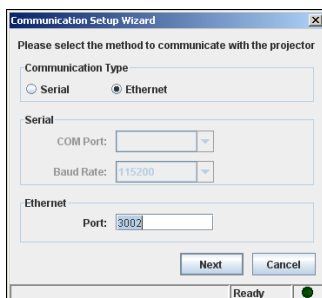 Communication Setup Wizard
Please select the method to communicate with the projector
Communication Type
Serial Ethernet
Serial
COM Port:
Baud Rate: 115200
Ethernet
Port: 3002
Next Cancel
Ready